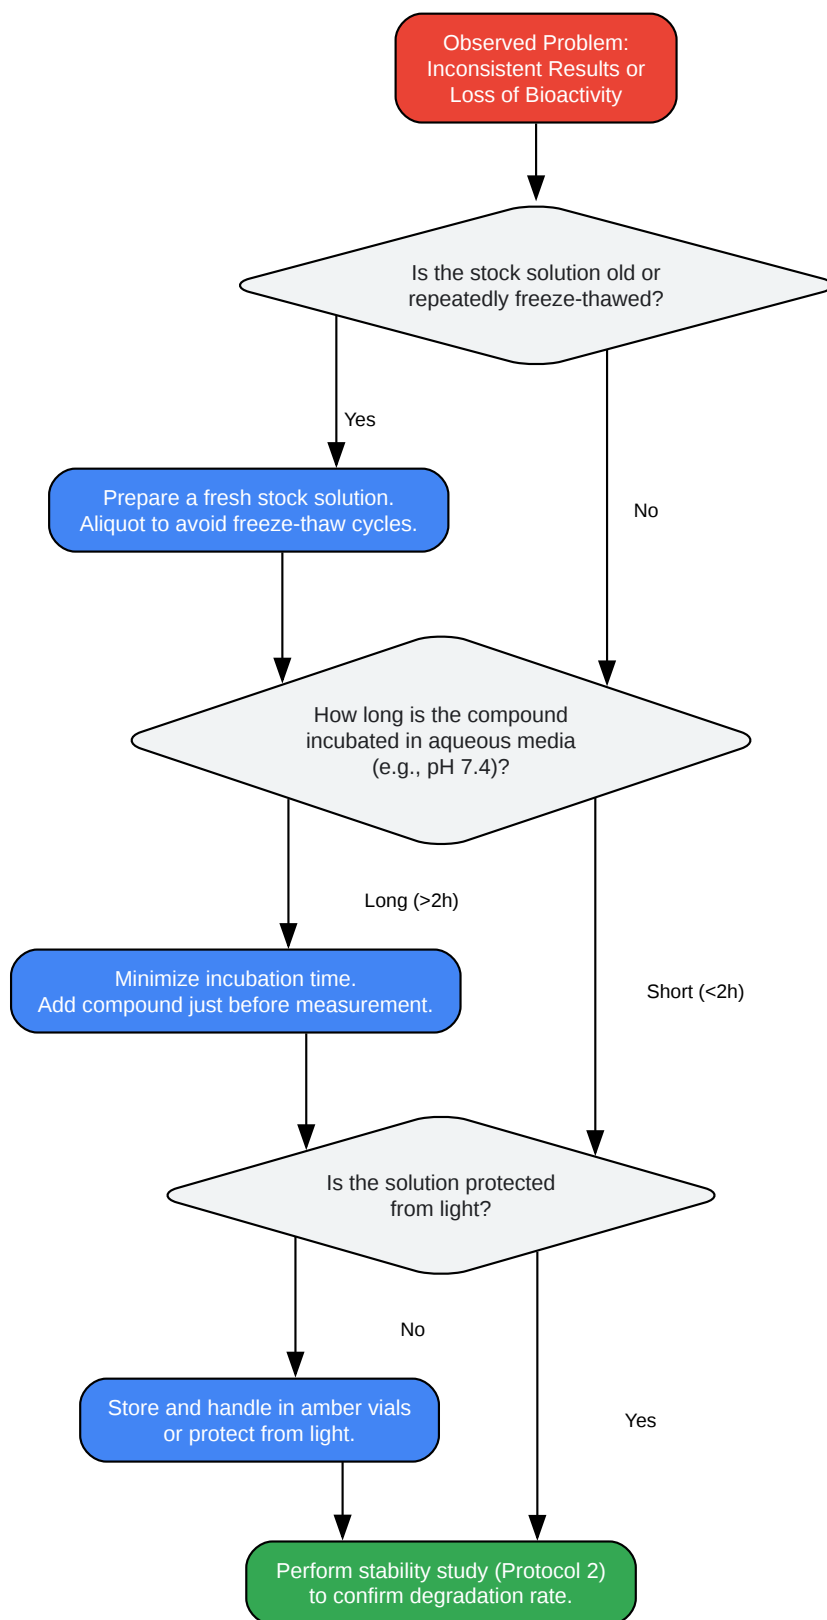 Observed Problem:
Inconsistent Results or
Loss of Bioactivity
Is the stock solution old or
repeatedly freeze-thawed?
Yes
Prepare a fresh stock solution.
Aliquot to avoid freeze-thaw cycles.
No
How long is the compound
incubated in aqueous media
(e.g., pH 7.4)?
Long (>2h)
Minimize incubation time.
Add compound just before measurement.
Short (<2h)
Is the solution protected
from light?
No
Store and handle in amber vials
or protect from light.
Yes
Perform stability study (Protocol 2)
to confirm degradation rate.